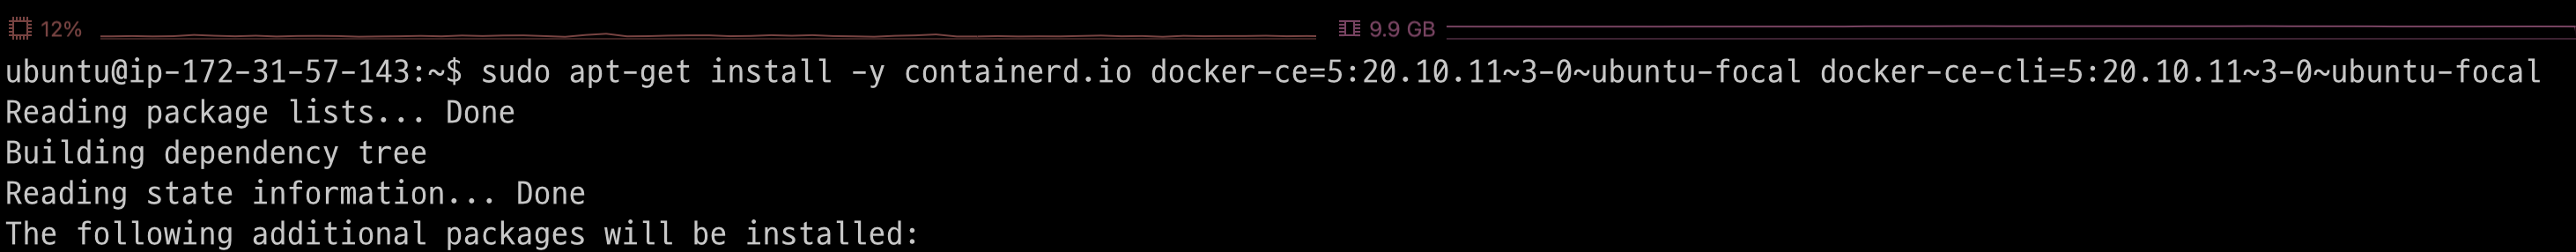 12% 9.9 GB
ubuntu@ip-172-31-57-143:~$ sudo apt-get install -y containerd.io docker-ce=5:20.10.11~3-0~ubuntu-focal docker-ce-cli=5:20.10.11~3-0~ubuntu-focal
Reading package lists... Done
Building dependency tree
Reading state information... Done
The following additional packages will be installed: